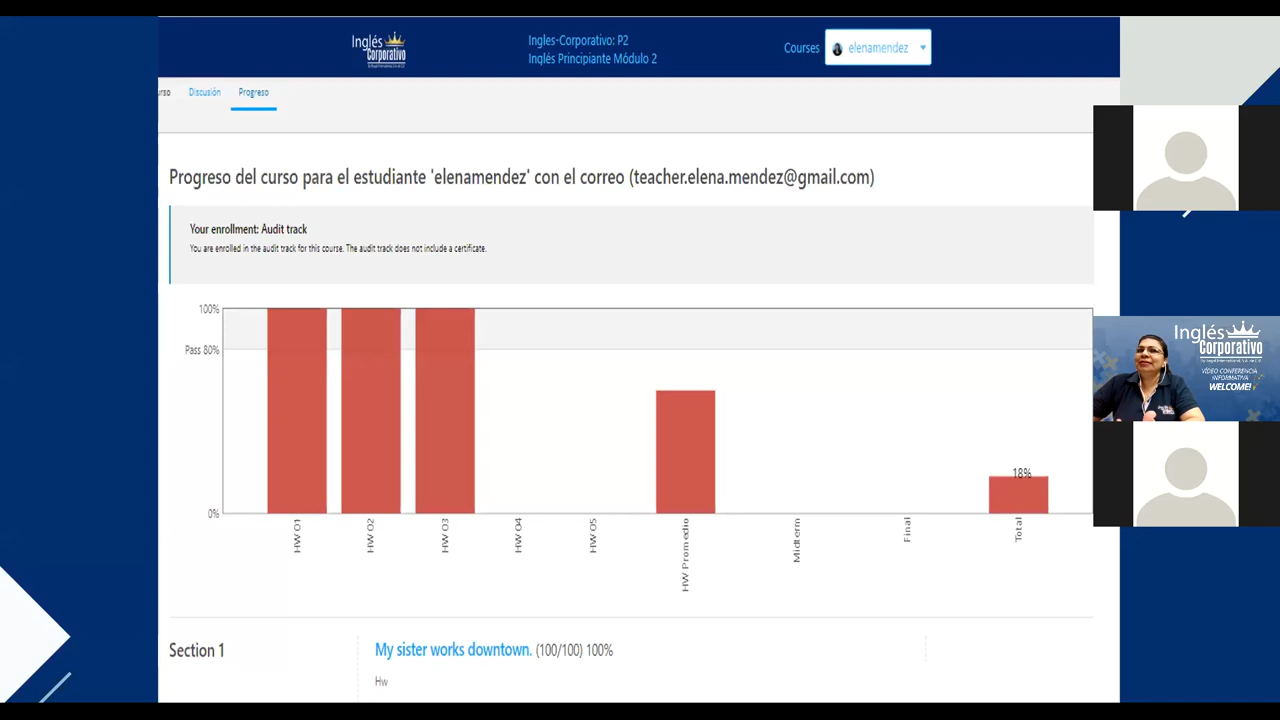 Inglés
Corporativo
Ingles-Corporativo: P2
Inglés Principiante Módulo 2
Courses
elenamendez
urso
Discusión
Progreso
Progreso del curso para el estudiante 'elenamendez' con el correo (teacher.elena.mendez@gmail.com)
Your enrollment: Audit track
You are enrolled in the audit track for this course. The audit track does not include a certificate.
100%
Pass 80%
0%
18%
HW 01
HW 02
HW 03
HW 04
HW 05
HW Promedio
Midterm
Final
Total
Section 1
My sister works downtown. (100/100) 100%
Hw
Inglés
Corporativo
VÍDEO CONFERENCIA
INFORMATIVA
WELCOME!